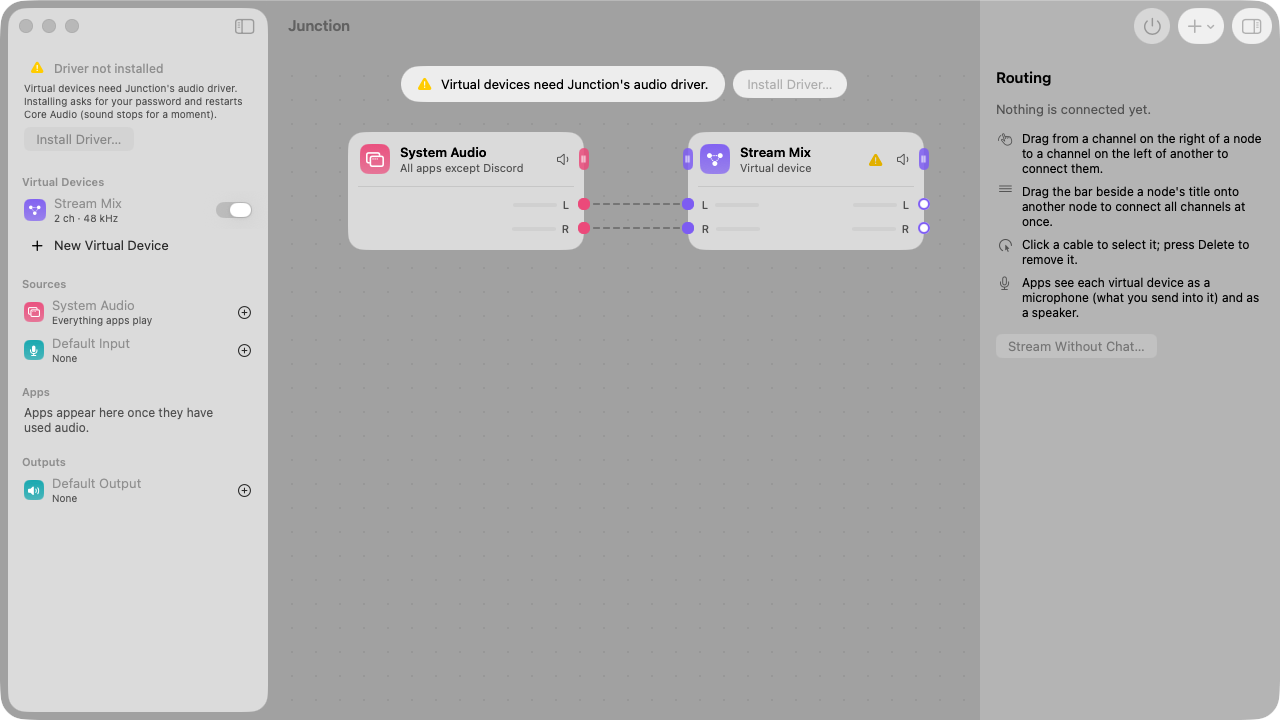 Junction
Driver not installed
Virtual devices need Junction's audio driver.
Installing asks for your password and restarts
Core Audio (sound stops for a moment).
Install Driver...
Virtual Devices
Stream Mix
2 ch · 48 kHz
New Virtual Device
Sources
System Audio
Everything apps play
Default Input
None
Apps
Apps appear here once they have
used audio.
Outputs
Default Output
None
Virtual devices need Junction's audio driver.
Install Driver...
System Audio
All apps except Discord
L
R
Stream Mix
Virtual device
L
L
R
R
Routing
Nothing is connected yet.
Drag from a channel on the right of a node
to a channel on the left of another to
connect them.
Drag the bar beside a node's title onto
another node to connect all channels at
once.
Click a cable to select it; press Delete to
remove it.
Apps see each virtual device as a
microphone (what you send into it) and as
a speaker.
Stream Without Chat...